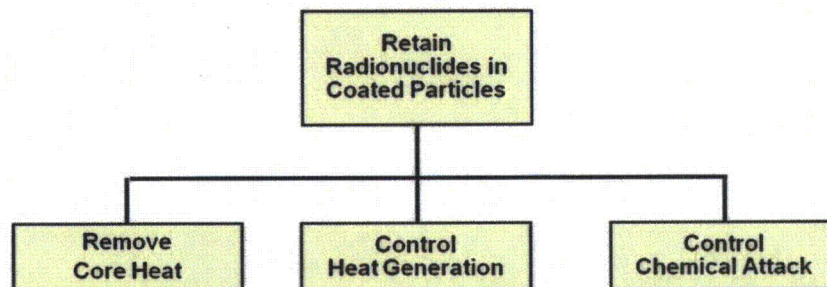 Retain
Radionuclides in
Coated Particles
Remove
Core Heat
Control
Heat Generation
Control
Chemical Attack